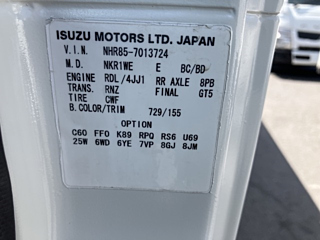 ISUZU MOTORS LTD. JAPAN
V.I.N. NHR85-7013724
M.D. NKR1WE E BC/BD-
ENGINE RDL/4JJ1 RR AXLE 8PB
TRANS. RNZ FINAL GT5
TIRE CWF
B.COLOR/TRIM 729/155
OPTION
C60 FFO K89 RPQ RS6 U69
25W 6WD 6YE 7VP 8GJ 8JM